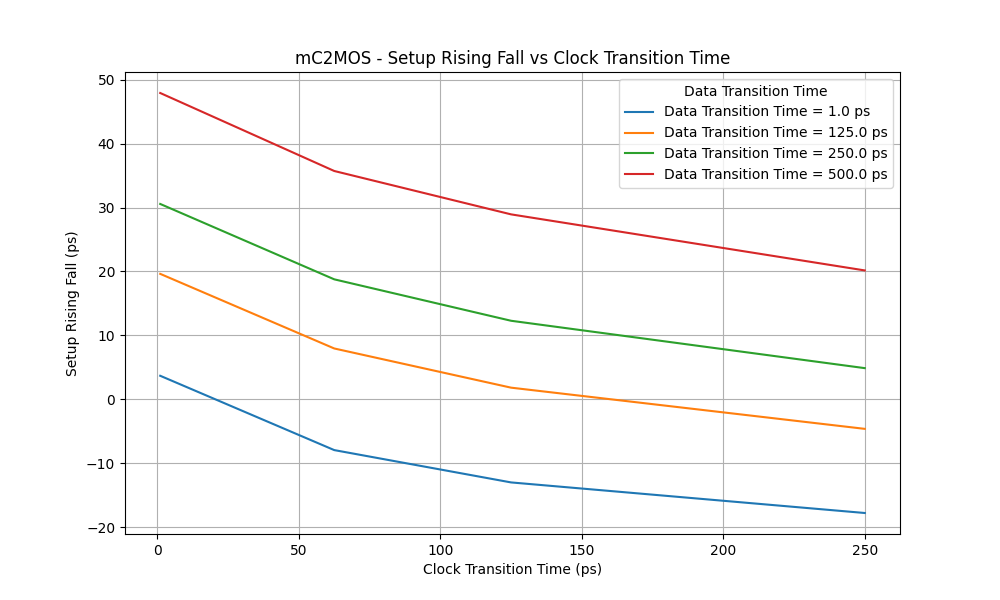 mC2MOS - Setup Rising Fall vs Clock Transition Time
Data Transition Time
Data Transition Time = 1.0 ps
Data Transition Time = 125.0 ps
Data Transition Time = 250.0 ps
Data Transition Time = 500.0 ps
Setup Rising Fall (ps)
50
40
30
20
10
0
−10
−20
0 50 100 150 200 250
Clock Transition Time (ps)